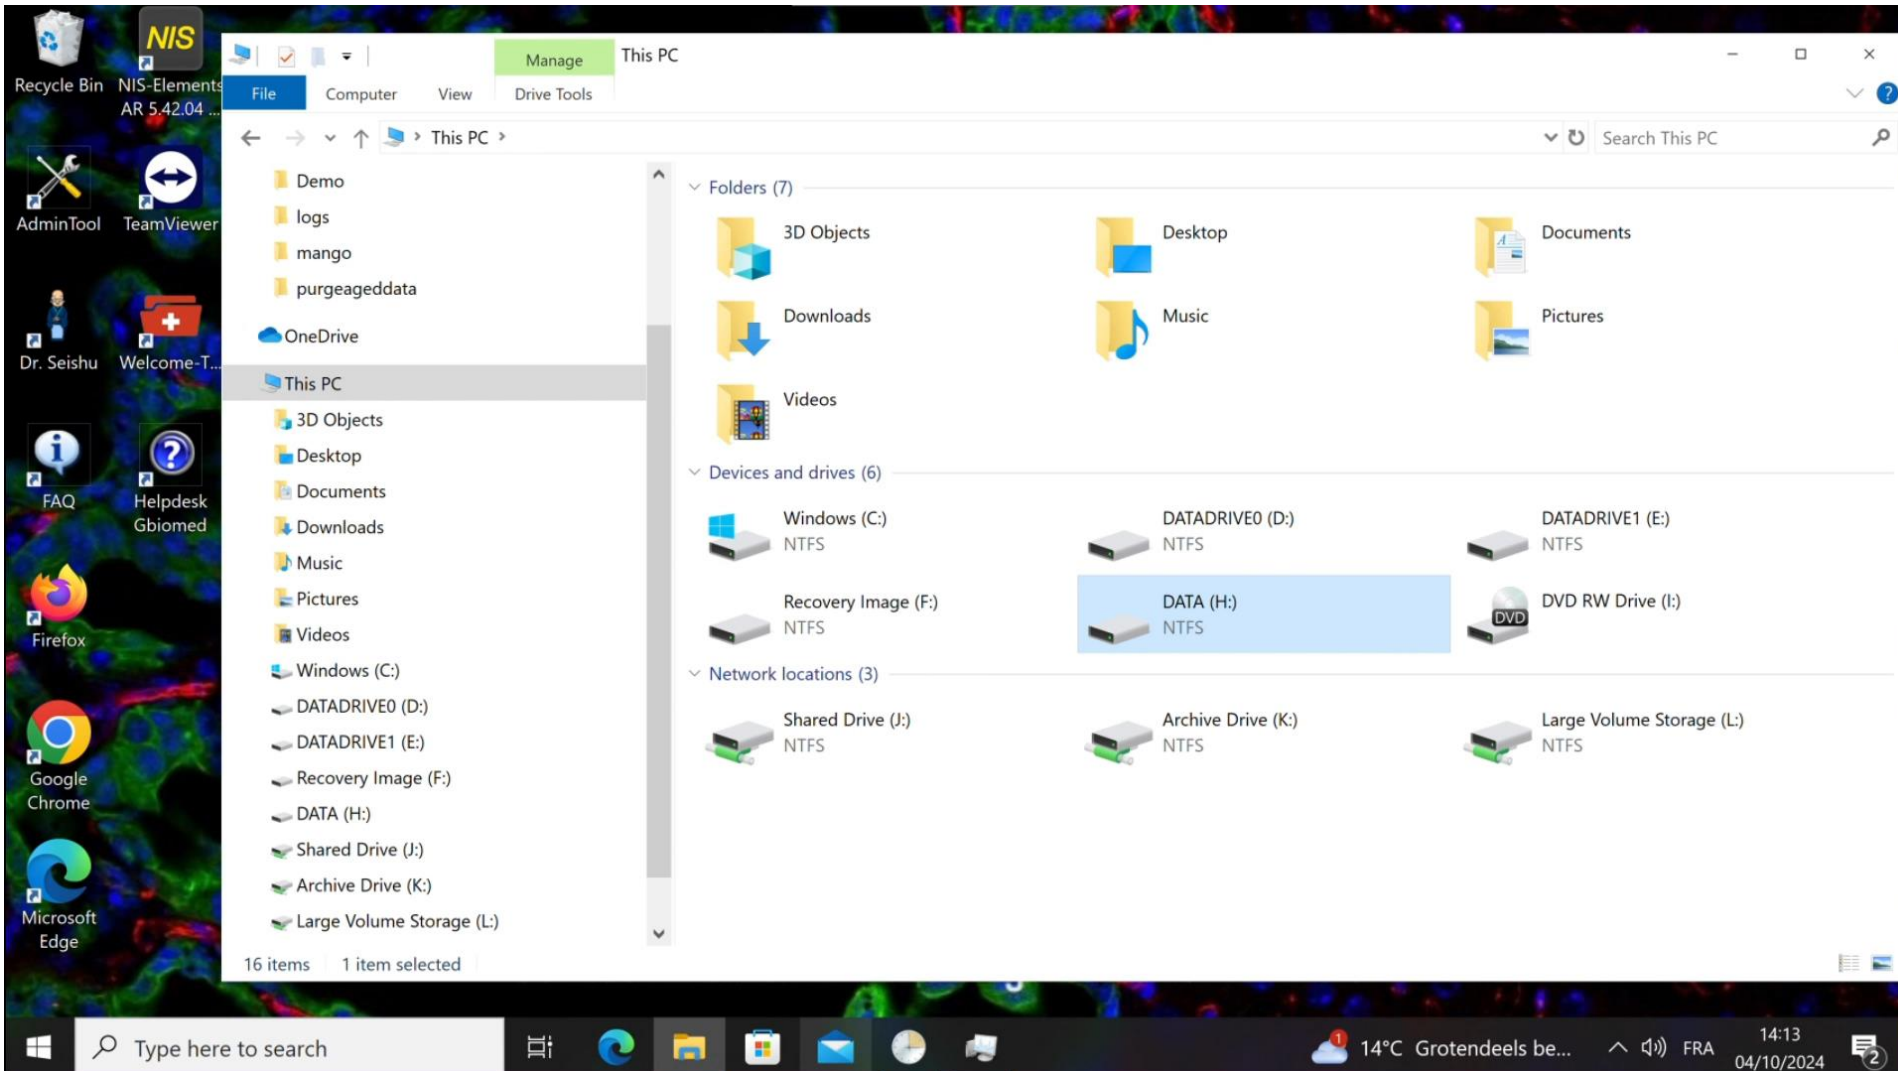 Recycle Bin
NIS
NIS-Elements
AR 5.42.04 ...
AdminTool
TeamViewer
Dr. Seishu
Welcome-T...
FAQ
Helpdesk
Gbiomed
Firefox
Google
Chrome
Microsoft
Edge
Manage
This PC
File
Computer
View
Drive Tools
?
This PC
Search This PC
Demo
logs
mango
purgeageddata
OneDrive
This PC
3D Objects
Desktop
Documents
Downloads
Music
Pictures
Videos
Windows (C:)
DATADRIVE0 (D:)
DATADRIVE1 (E:)
Recovery Image (F:)
DATA (H:)
Shared Drive (J:)
Archive Drive (K:)
Large Volume Storage (L:)
Folders (7)
3D Objects
Desktop
Documents
Downloads
Music
Pictures
Videos
Devices and drives (6)
Windows (C:)
NTFS
DATADRIVE0 (D:)
NTFS
DATADRIVE1 (E:)
NTFS
Recovery Image (F:)
NTFS
DATA (H:)
NTFS
DVD RW Drive (I:)
DVD
Network locations (3)
Shared Drive (J:)
NTFS
Archive Drive (K:)
NTFS
Large Volume Storage (L:)
NTFS
16 items
1 item selected
Type here to search
1
14°C Grotendeels be...
FRA
14:13
04/10/2024
2